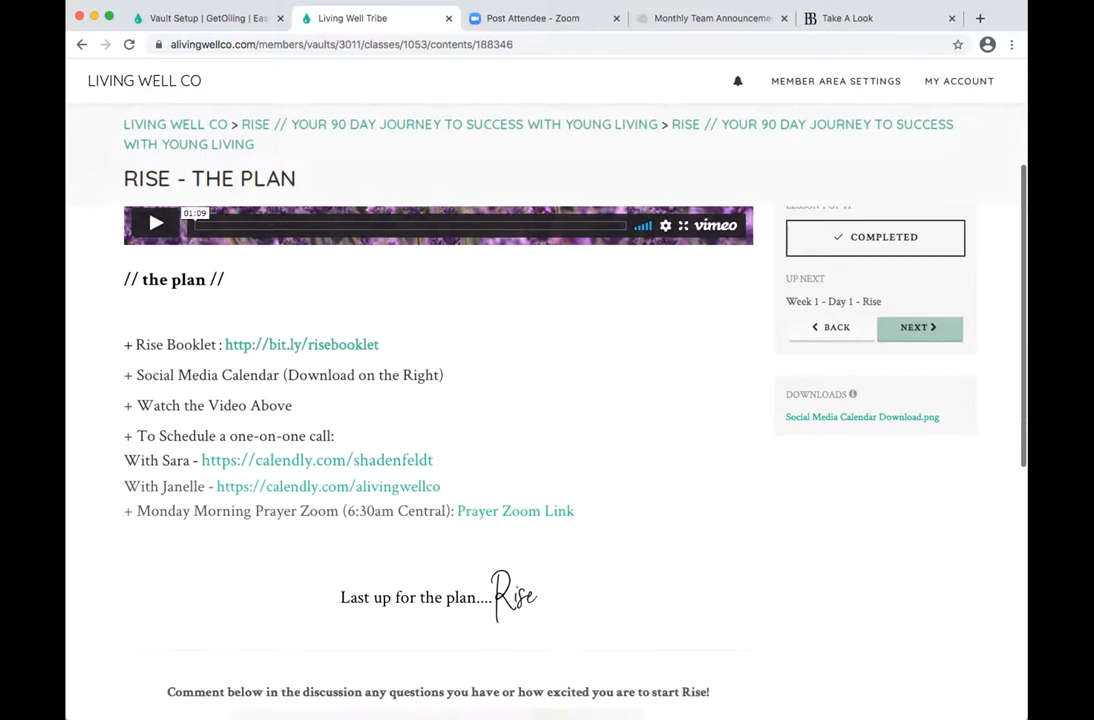 Vault Setup | GetOiling | Eas
Living Well Tribe
Post Attendee - Zoom
Monthly Team Announceme
BB Take A Look
alivingwellco.com/members/vaults/3011/classes/1053/contents/188346
LIVING WELL CO
MEMBER AREA SETTINGS
MY ACCOUNT
LIVING WELL CO > RISE // YOUR 90 DAY JOURNEY TO SUCCESS WITH YOUNG LIVING > RISE // YOUR 90 DAY JOURNEY TO SUCCESS
WITH YOUNG LIVING
RISE - THE PLAN
01:09
vimeo
// the plan //
+ Rise Booklet : http://bit.ly/risebooklet
+ Social Media Calendar (Download on the Right)
+ Watch the Video Above
+ To Schedule a one-on-one call:
With Sara - https://calendly.com/shadenfeldt
With Janelle - https://calendly.com/alivingwellco
+ Monday Morning Prayer Zoom (6:30am Central): Prayer Zoom Link
Last up for the plan.... Rise
Comment below in the discussion any questions you have or how excited you are to start Rise!
COMPLETED
UP NEXT
Week 1 - Day 1 - Rise
BACK
NEXT
DOWNLOADS
Social Media Calendar Download.png